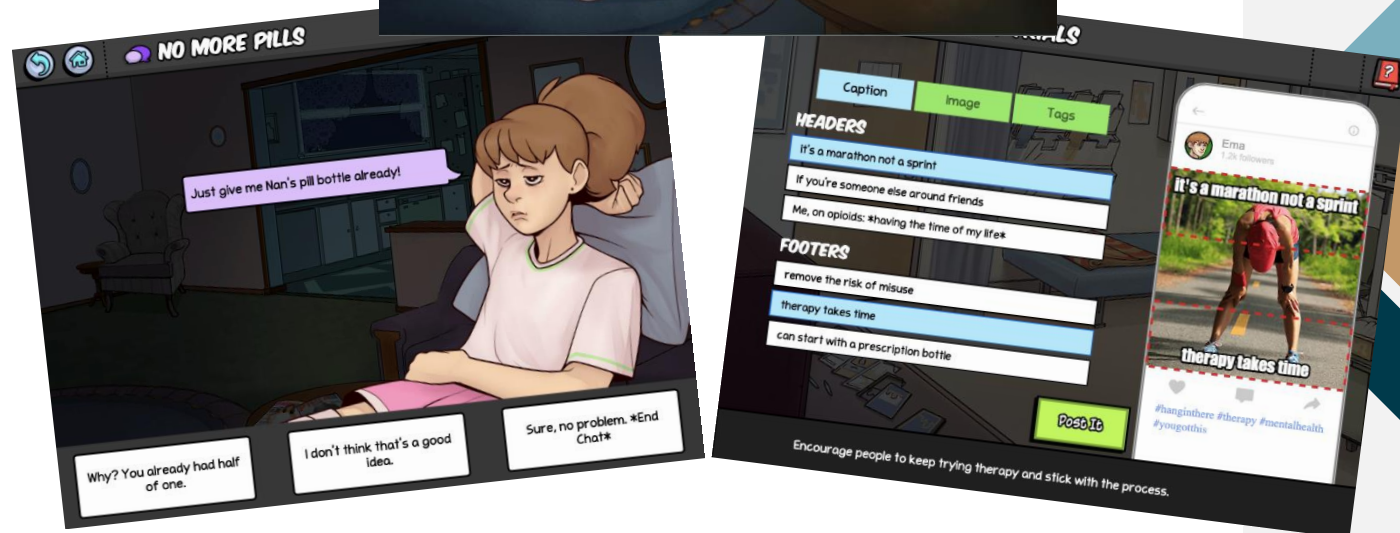 NO MORE PILLS
Just give me Nan's pill bottle already!
Why? You already had half
of one.
I don't think that's a good
idea.
Sure, no problem. *End
Chat*
?
Caption
Image
Tags
HEADERS
it's a marathon not a sprint
If you're someone else around friends
Me, on opioids: *having the time of my life*
FOOTERS
remove the risk of misuse
therapy takes time
can start with a prescription bottle
Post It
Encourage people to keep trying therapy and stick with the process.
Ema
1.2k followers
it's a marathon not a sprint
therapy takes time
#hanginthere #therapy #mentalhealth
#yougotthis